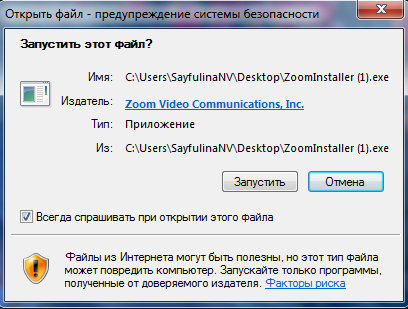 Открыть файл - предупреждение системы безопасности
Запустить этот файл?
Имя: C:\Users\SayfulinaNV\Desktop\ZoomInstaller (1).exe
Издатель: Zoom Video Communications, Inc.
Тип: Приложение
Из: C:\Users\SayfulinaNV\Desktop\ZoomInstaller (1).exe
Запустить Отмена
Всегда спрашивать при открытии этого файла
Файлы из Интернета могут быть полезны, но этот тип файла
может повредить компьютер. Запускайте только программы,
полученные от доверяемого издателя. Факторы риска